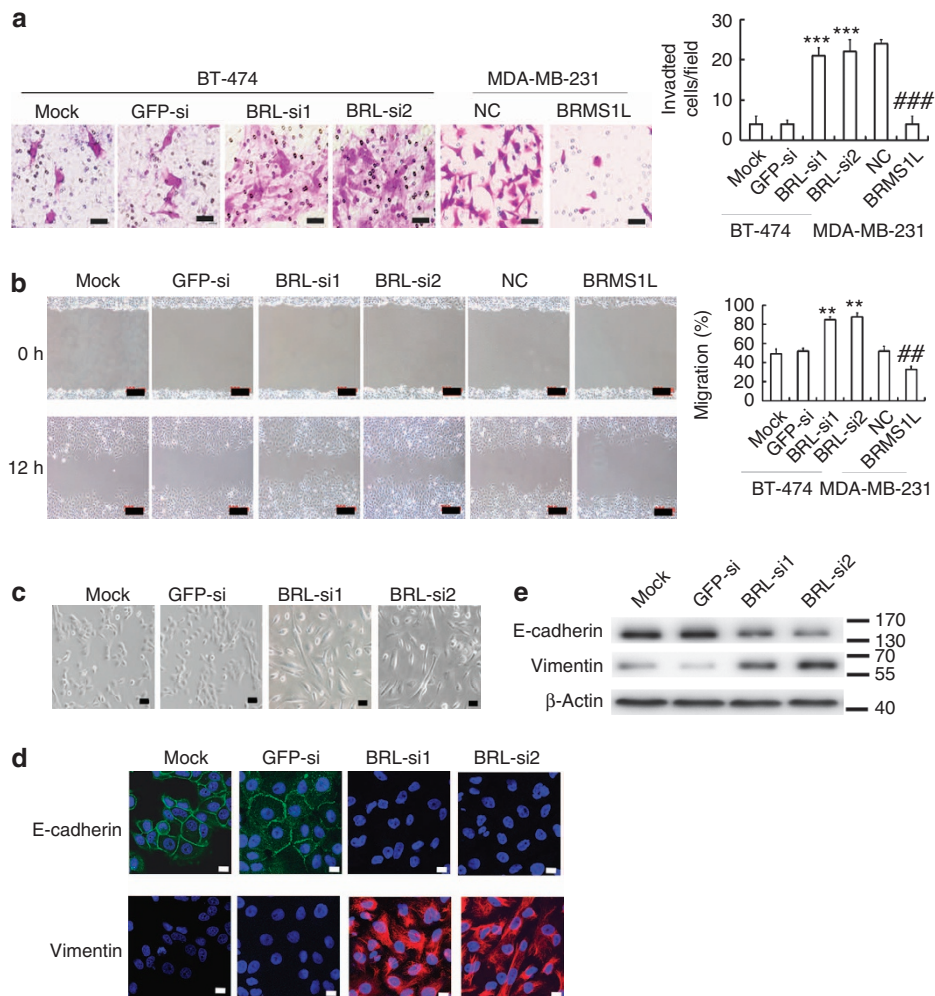 a
BT-474
MDA-MB-231
Mock
GFP-si
BRL-si1
BRL-si2
NC
BRMS1L
Invadted
cells/field
30
20
10
0
***
***
###
Mock
GFP-si
BRL-si1
BRL-si2
NC
BRMS1L
BT-474
MDA-MB-231
b
Mock
GFP-si
BRL-si1
BRL-si2
NC
BRMS1L
0 h
12 h
Migration (%)
100
80
60
40
20
0
**
**
##
Mock
GFP-si
BRL-si1
BRL-si2
NC
BRMS1L
BT-474
MDA-MB-231
c
Mock
GFP-si
BRL-si1
BRL-si2
e
Mock
GFP-si
BRL-si1
BRL-si2
E-cadherin
170
130
Vimentin
70
55
β-Actin
40
d
Mock
GFP-si
BRL-si1
BRL-si2
E-cadherin
Vimentin